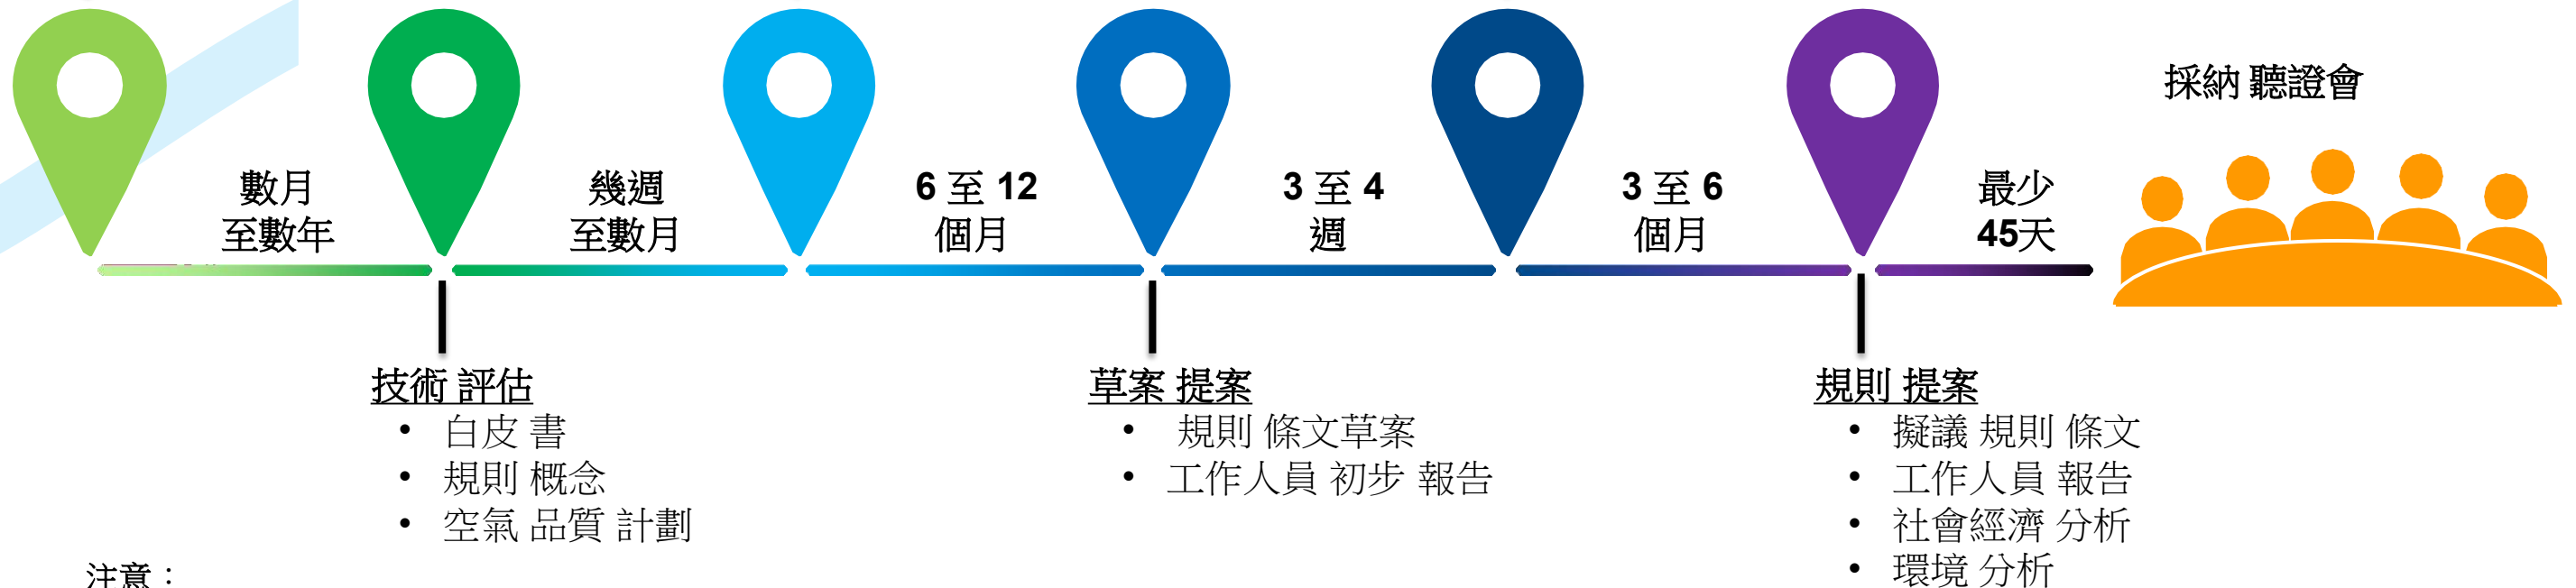 採納 聽證會
數月
至數年
幾週
至數月
6 至 12
個月
3 至 4
週
3 至 6
個月
最少
45天
技術 評估
• 白皮 書
• 規則 概念
• 空氣 品質 計劃
草案 提案
• 規則 條文草案
• 工作人員 初步 報告
規則 提案
• 擬議 規則 條文
• 工作人員 報告
• 社會經濟 分析
• 環境 分析
注意：